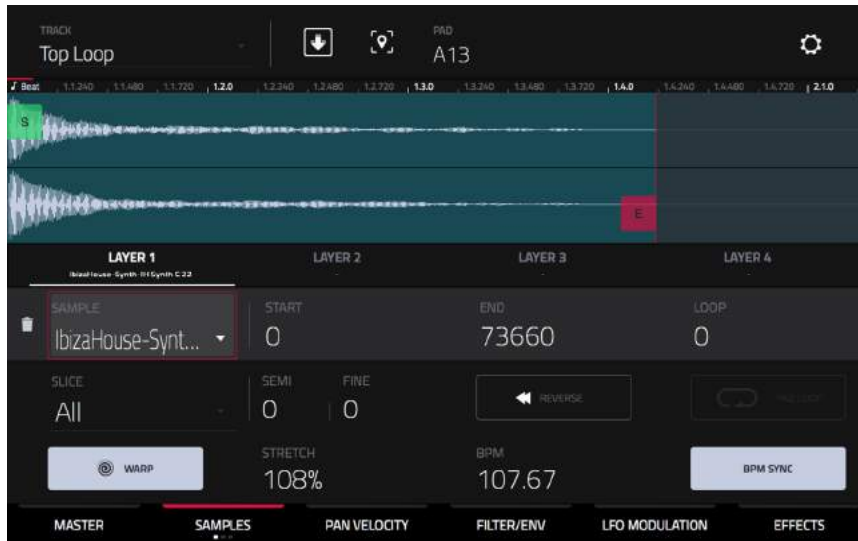 TRACK
Top Loop
PAD
A13
Beat 1.1.240 1.1.480 1.1.720 1.2.0 1.2.240 1.2.480 1.2.720 1.3.0 1.3.240 1.3.480 1.3.720 1.4.0 1.4.240 1.4.480 1.4.720 2.1.0
S
E
LAYER 1 LAYER 2 LAYER 3 LAYER 4
SAMPLE START END LOOP
IbizaHouse-Synt... 0 73660 0
SLICE SEMI FINE
All 0 0
REVERSE
WARP
STRETCH BPM
108% 107.67
BPM SYNC
MASTER SAMPLES PAN VELOCITY FILTER/ENV LFO MODULATION EFFECTS